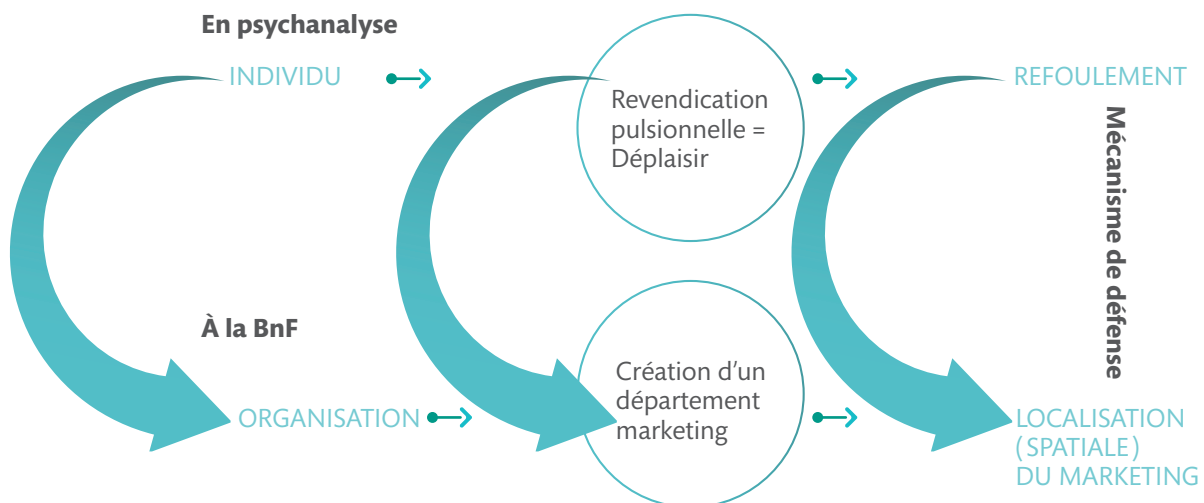 En psychanalyse
INDIVIDU
Revendication
pulsionnelle =
Déplaisir
REFOULEMENT
Mécanisme de défense
À la BnF
ORGANISATION
Création d’un
département
marketing
LOCALISATION
(SPATIALE)
DU MARKETING